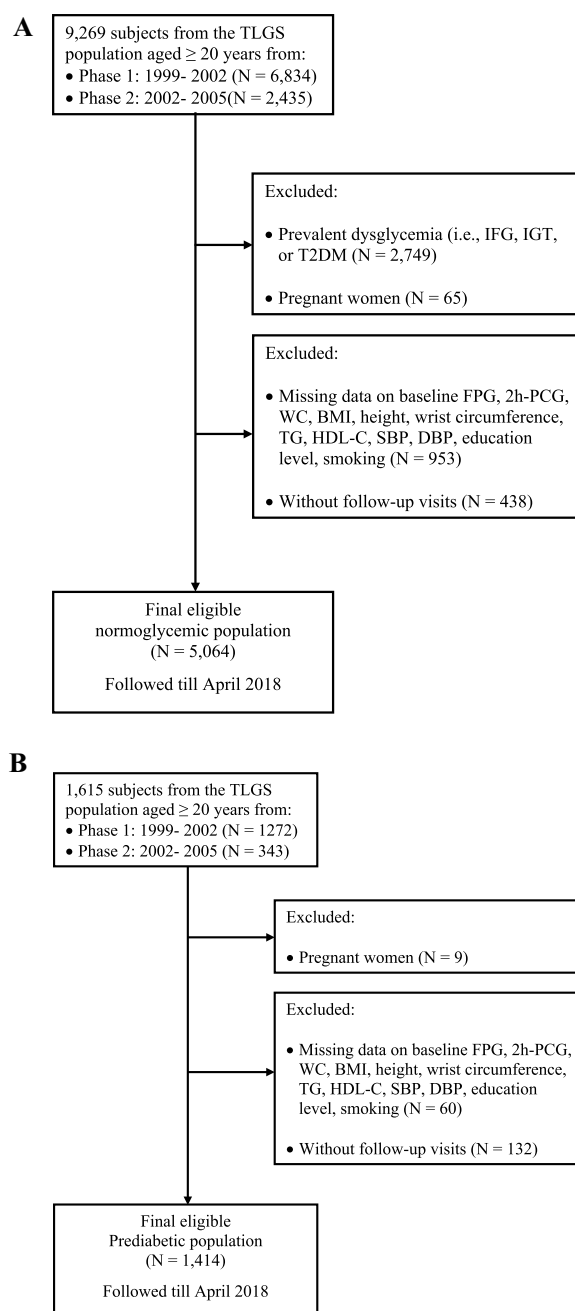 A
9,269 subjects from the TLGS
population aged ≥ 20 years from:
• Phase 1: 1999- 2002 (N = 6,834)
• Phase 2: 2002- 2005(N = 2,435)
Excluded:
• Prevalent dysglycemia (i.e., IFG, IGT,
or T2DM (N = 2,749)
• Pregnant women (N = 65)
Excluded:
• Missing data on baseline FPG, 2h-PCG,
WC, BMI, height, wrist circumference,
TG, HDL-C, SBP, DBP, education
level, smoking (N = 953)
• Without follow-up visits (N = 438)
Final eligible
normoglycemic population
(N = 5,064)
Followed till April 2018
B
1,615 subjects from the TLGS
population aged ≥ 20 years from:
• Phase 1: 1999- 2002 (N = 1272)
• Phase 2: 2002- 2005 (N = 343)
Excluded:
• Pregnant women (N = 9)
Excluded:
• Missing data on baseline FPG, 2h-PCG,
WC, BMI, height, wrist circumference,
TG, HDL-C, SBP, DBP, education
level, smoking (N = 60)
• Without follow-up visits (N = 132)
Final eligible
Prediabetic population
(N = 1,414)
Followed till April 2018